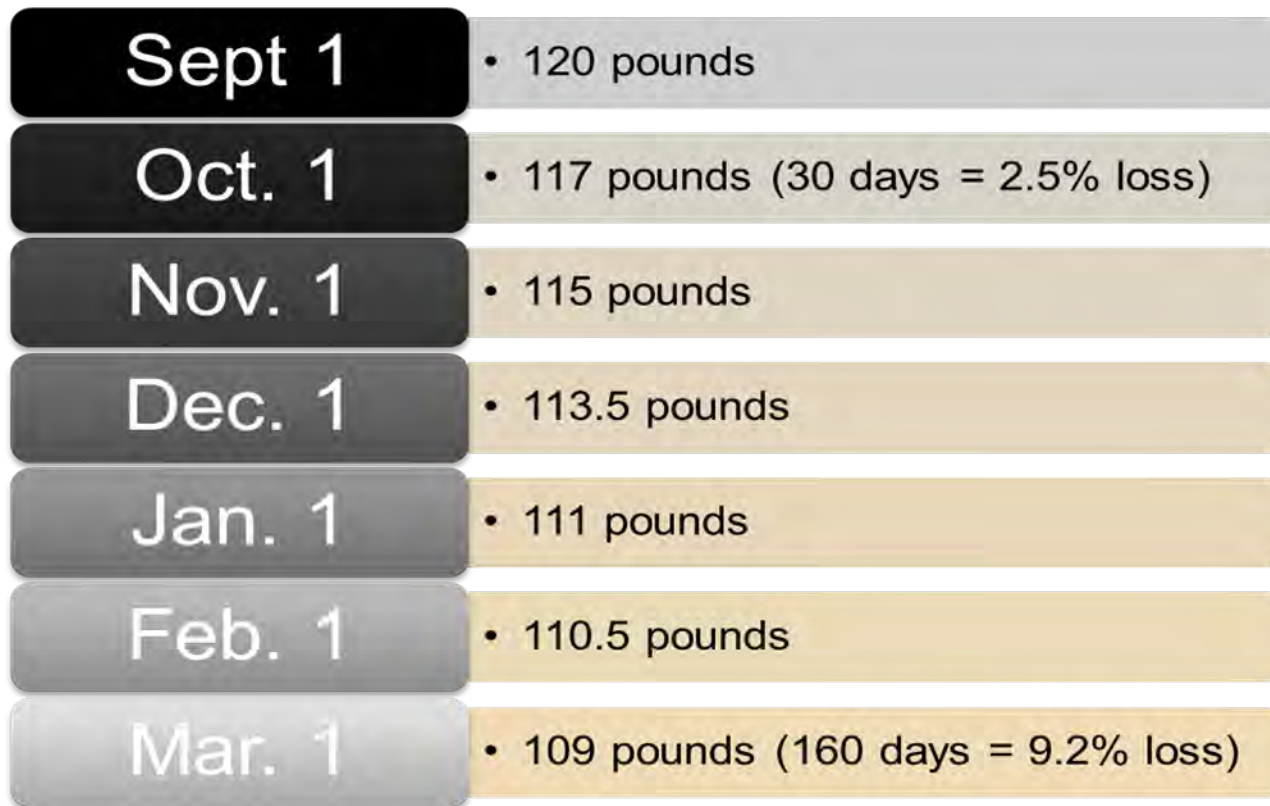 Sept 1
• 120 pounds
Oct. 1
• 117 pounds (30 days = 2.5% loss)
Nov. 1
• 115 pounds
Dec. 1
• 113.5 pounds
Jan. 1
• 111 pounds
Feb. 1
• 110.5 pounds
Mar. 1
• 109 pounds (160 days = 9.2% loss)